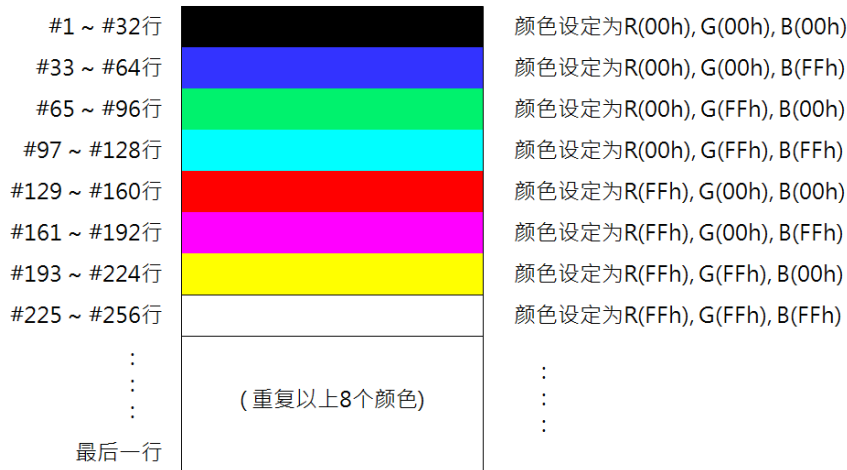 #1 ~ #32行 颜色设定为R(00h), G(00h), B(00h)
#33 ~ #64行 颜色设定为R(00h), G(00h), B(FFh)
#65 ~ #96行 颜色设定为R(00h), G(FFh), B(00h)
#97 ~ #128行 颜色设定为R(00h), G(FFh), B(FFh)
#129 ~ #160行 颜色设定为R(FFh), G(00h), B(00h)
#161 ~ #192行 颜色设定为R(FFh), G(00h), B(FFh)
#193 ~ #224行 颜色设定为R(FFh), G(FFh), B(00h)
#225 ~ #256行 颜色设定为R(FFh), G(FFh), B(FFh)
: :
: ( 重复以上8个颜色) :
: :
最后一行